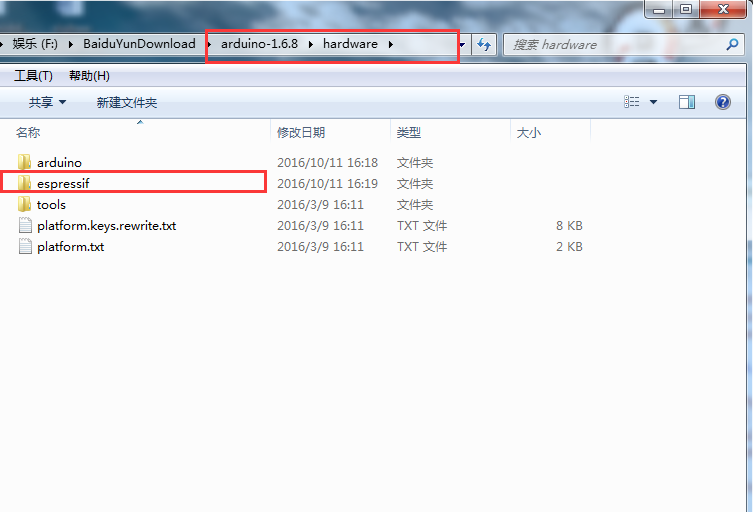 娱乐 (F:) BaiduYunDownload arduino-1.6.8 hardware 搜索 hardware
工具(T) 帮助(H)
共享 新建文件夹
名称 修改日期 类型 大小
arduino 2016/10/11 16:18 文件夹
espressif 2016/10/11 16:19 文件夹
tools 2016/3/9 16:11 文件夹
platform.keys.rewrite.txt 2016/3/9 16:11 TXT 文件 8 KB
platform.txt 2016/3/9 16:11 TXT 文件 2 KB